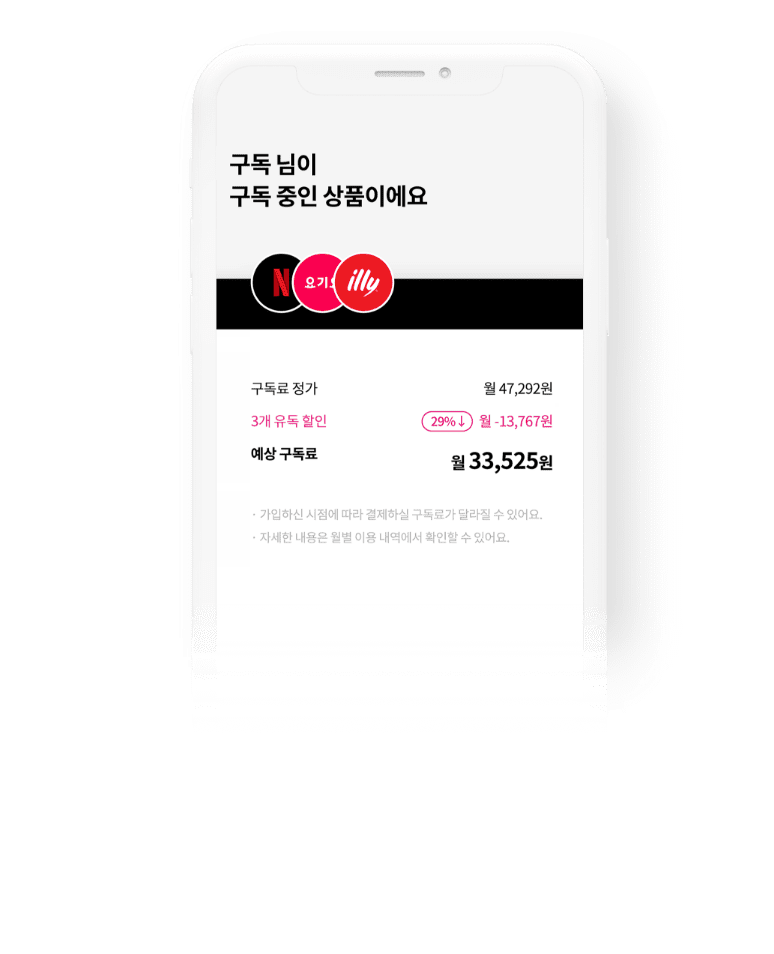 구독 님이
구독 중인 상품이에요
N 요기 illy
구독료 정가 월 47,292원
3개 유독 할인 29%↓ 월 -13,767원
예상 구독료 월 33,525원
· 가입하신 시점에 따라 결제하실 구독료가 달라질 수 있어요.
· 자세한 내용은 월별 이용 내역에서 확인할 수 있어요.